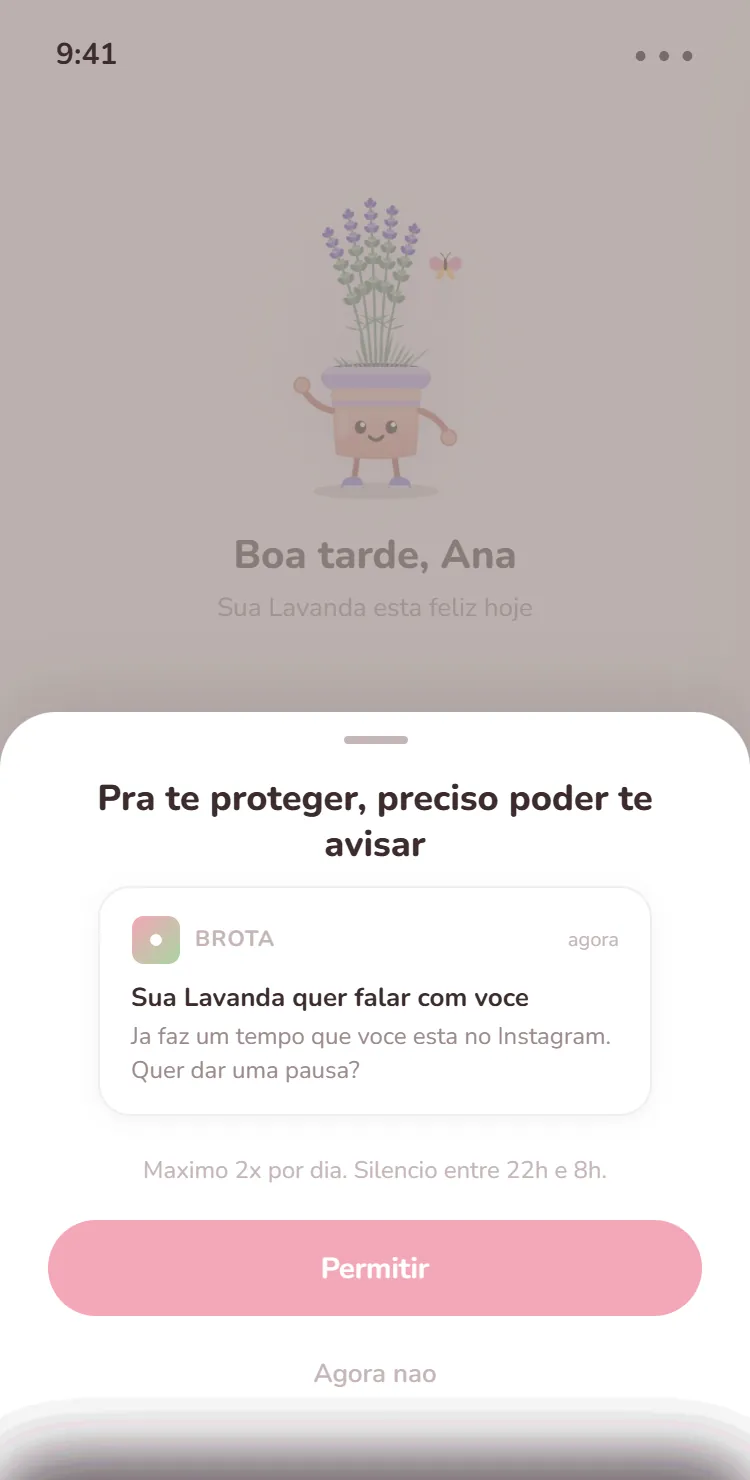 9:41
Boa tarde, Ana
Sua Lavanda esta feliz hoje
Pra te proteger, preciso poder te
avisar
BROTA
agora
Sua Lavanda quer falar com voce
Ja faz um tempo que voce esta no Instagram.
Quer dar uma pausa?
Maximo 2x por dia. Silencio entre 22h e 8h.
Permitir
Agora nao